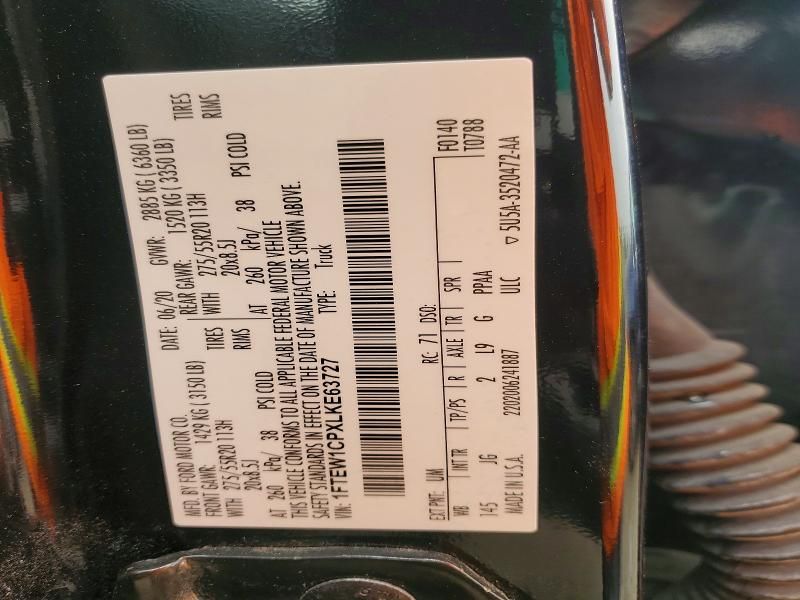 MFD. BY FORD MOTOR CO.
DATE: 06/20 GVWR: 2885 KG ( 6360 LB)
FRONT GAWR: 1429 KG ( 3150 LB) REAR GAWR: 1520 KG ( 3350 LB)
WITH 275/55R20 113H TIRES WITH 275/55R20 113H TIRES
20x8.5J RIMS 20x8.5J RIMS
AT 260 kPa/ 38 PSI COLD AT 260 kPa/ 38 PSI COLD
THIS VEHICLE CONFORMS TO ALL APPLICABLE FEDERAL MOTOR VEHICLE
SAFETY STANDARDS IN EFFECT ON THE DATE OF MANUFACTURE SHOWN ABOVE.
VIN: 1FTEW1CPXLKE63727 TYPE: Truck
EXT PNT: UM RC: 71 DSO: F0140
WB INT TR TP/PS R AXLE TR SPR T0788
145 JG 2 L9 G PPAA
MADE IN U.S.A. 2202006241887 ULC ▽ 5U5A-3520472-AA